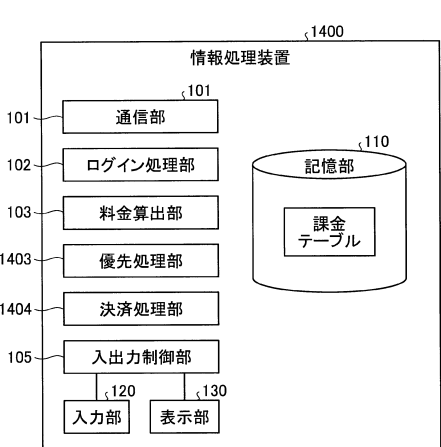 1400
情報処理装置
101
101 通信部
110
102 ログイン処理部
記憶部
103 料金算出部
課金
テーブル
1403 優先処理部
1404 決済処理部
105 入出力制御部
120 130
入力部 表示部